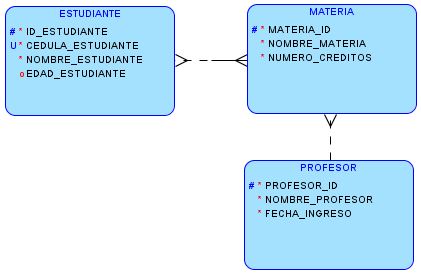 ESTUDIANTE
# * ID_ESTUDIANTE
U * CEDULA_ESTUDIANTE
* NOMBRE_ESTUDIANTE
o EDAD_ESTUDIANTE
MATERIA
# * MATERIA_ID
* NOMBRE_MATERIA
* NUMERO_CREDITOS
PROFESOR
# * PROFESOR_ID
* NOMBRE_PROFESOR
* FECHA_INGRESO